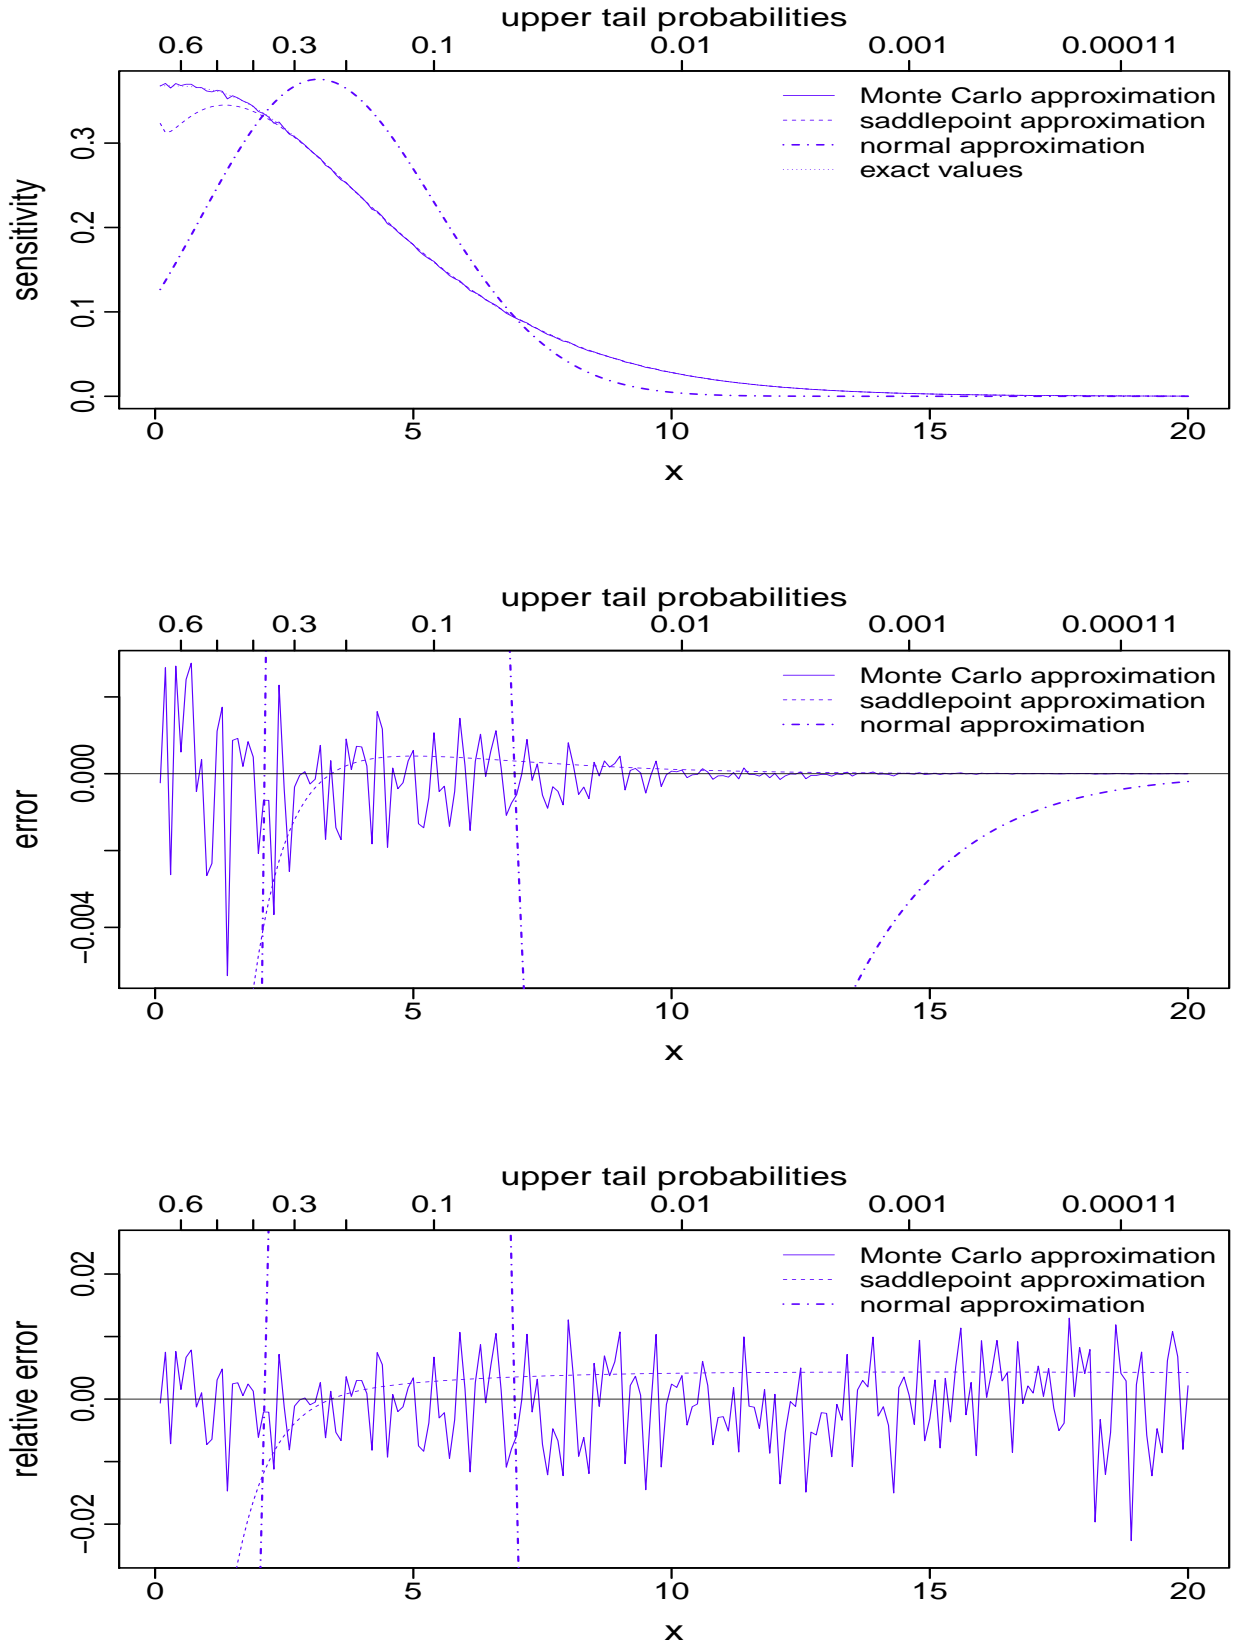 upper tail probabilities
0.6 0.3 0.1 0.01 0.001 0.00011
Monte Carlo approximation
saddlepoint approximation
normal approximation
exact values
sensitivity
0.0 0.1 0.2 0.3
0 5 10 15 20
x
upper tail probabilities
0.6 0.3 0.1 0.01 0.001 0.00011
Monte Carlo approximation
saddlepoint approximation
normal approximation
error
−0.004 0.000
0 5 10 15 20
x
upper tail probabilities
0.6 0.3 0.1 0.01 0.001 0.00011
Monte Carlo approximation
saddlepoint approximation
normal approximation
relative error
−0.02 0.00 0.02
0 5 10 15 20
x